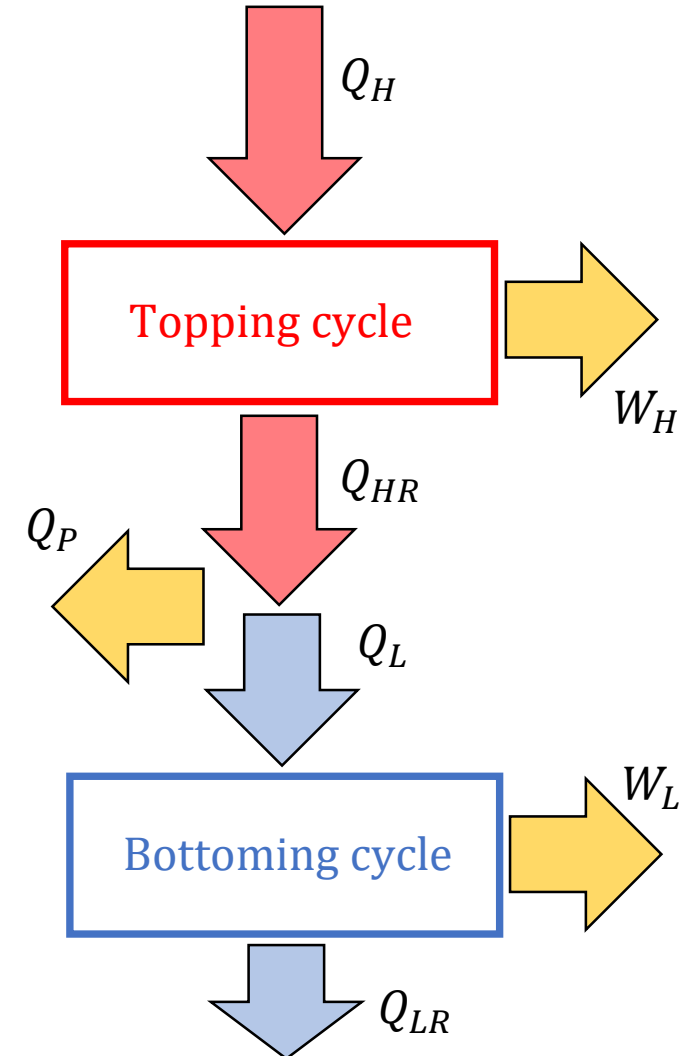 Q_H
Topping cycle
W_H
Q_HR
Q_P
Q_L
W_L
Bottoming cycle
Q_LR